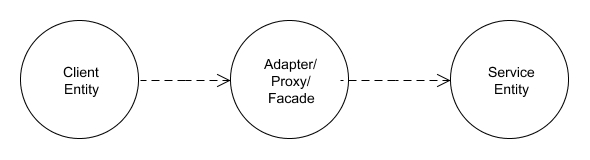 Client
Entity
Adapter/
Proxy/
Facade
Service
Entity